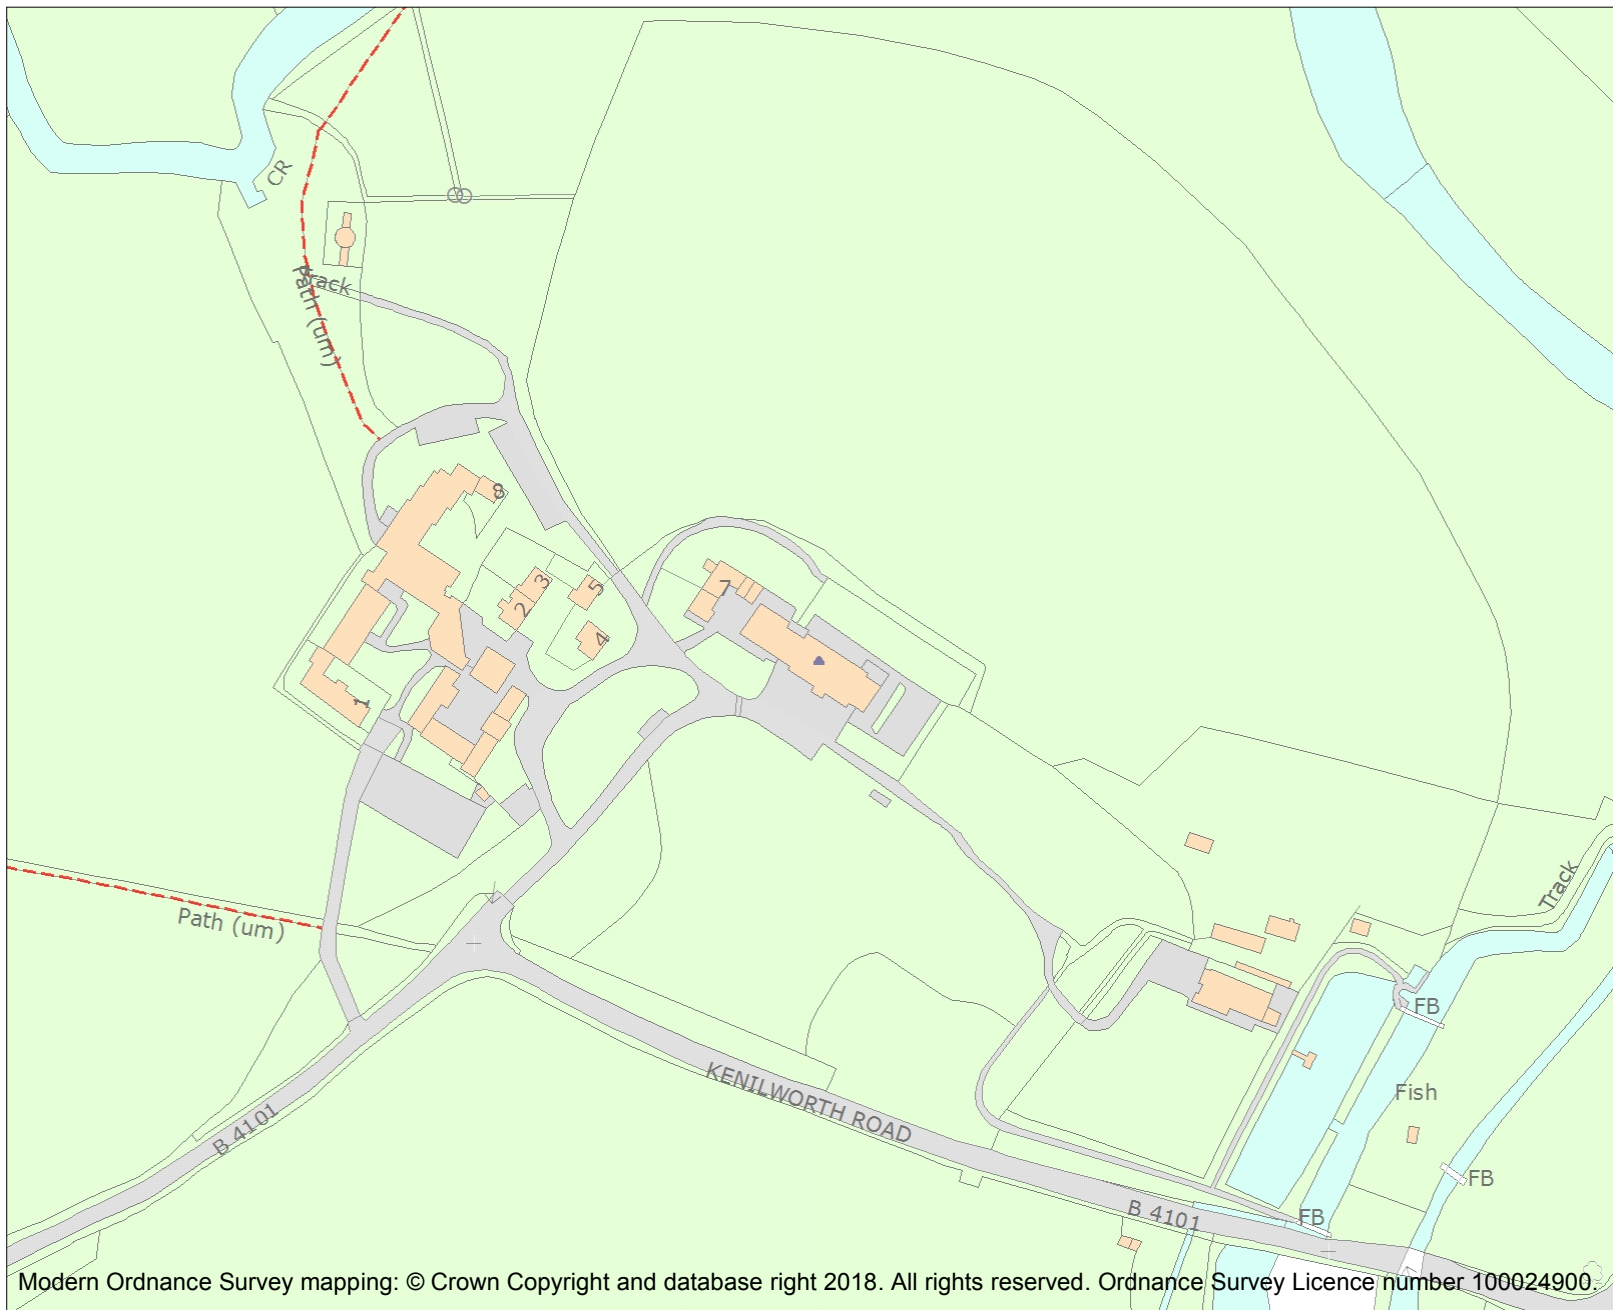 CR
Track
Path (um)
8
3
2
5
4
7
1
Path (um)
Track
FB
Fish
KENILWORTH ROAD
B 4101
FB
B 4101
FB
Modern Ordnance Survey mapping: © Crown Copyright and database right 2018. All rights reserved. Ordnance Survey Licence number 100024900.